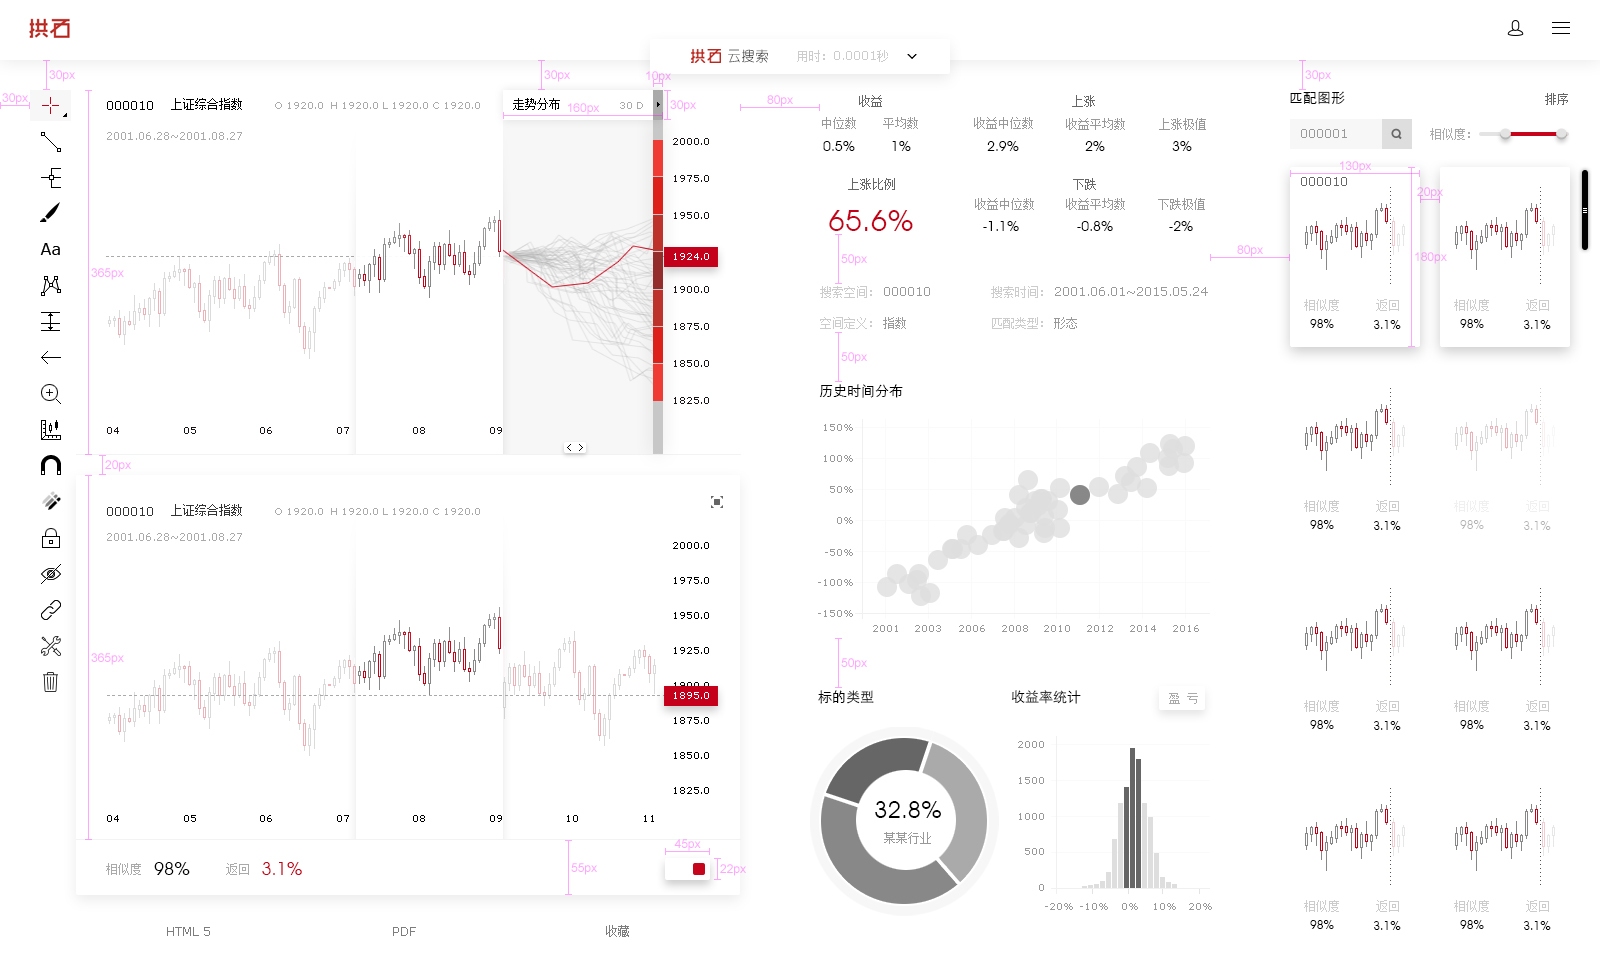 拱石
拱石 云搜索 用时：0.0001秒
30px
30px
30px
30px
10px
000010 上证综合指数 O 1920.0 H 1920.0 L 1920.0 C 1920.0
2001.06.28~2001.08.27
走势分布 160px 30 D
30px
80px
2000.0
1975.0
1950.0
1924.0
1900.0
1875.0
1850.0
1825.0
365px
Aa
04 05 06 07 08 09
20px
000010 上证综合指数 O 1920.0 H 1920.0 L 1920.0 C 1920.0
2001.06.28~2001.08.27
2000.0
1975.0
1950.0
1925.0
1900.0
1895.0
1875.0
1850.0
1825.0
365px
04 05 06 07 08 09 10 11
相似度 98% 返回 3.1%
55px
45px
22px
HTML 5 PDF 收藏
收益
中位数 平均数
0.5% 1%
上涨
收益中位数 收益平均数 上涨极值
2.9% 2% 3%
上涨比例
65.6%
下跌
收益中位数 收益平均数 下跌极值
-1.1% -0.8% -2%
50px
80px
搜索空间：000010 搜索时间：2001.06.01~2015.05.24
空间定义：指数 匹配类型：形态
50px
历史时间分布
150%
100%
50%
0%
-50%
-100%
-150%
2001 2003 2006 2008 2010 2012 2014 2016
50px
标的类型
32.8%
某某行业
收益率统计 盈 亏
2000
1500
1000
500
0
-20% -10% 0% 10% 20%
匹配图形 排序
000001 相似度：
130px
000010
20px
180px
相似度 返回 相似度 返回
98% 3.1% 98% 3.1%
相似度 返回 相似度 返回
98% 3.1% 98% 3.1%
相似度 返回 相似度 返回
98% 3.1% 98% 3.1%
相似度 返回 相似度 返回
98% 3.1% 98% 3.1%